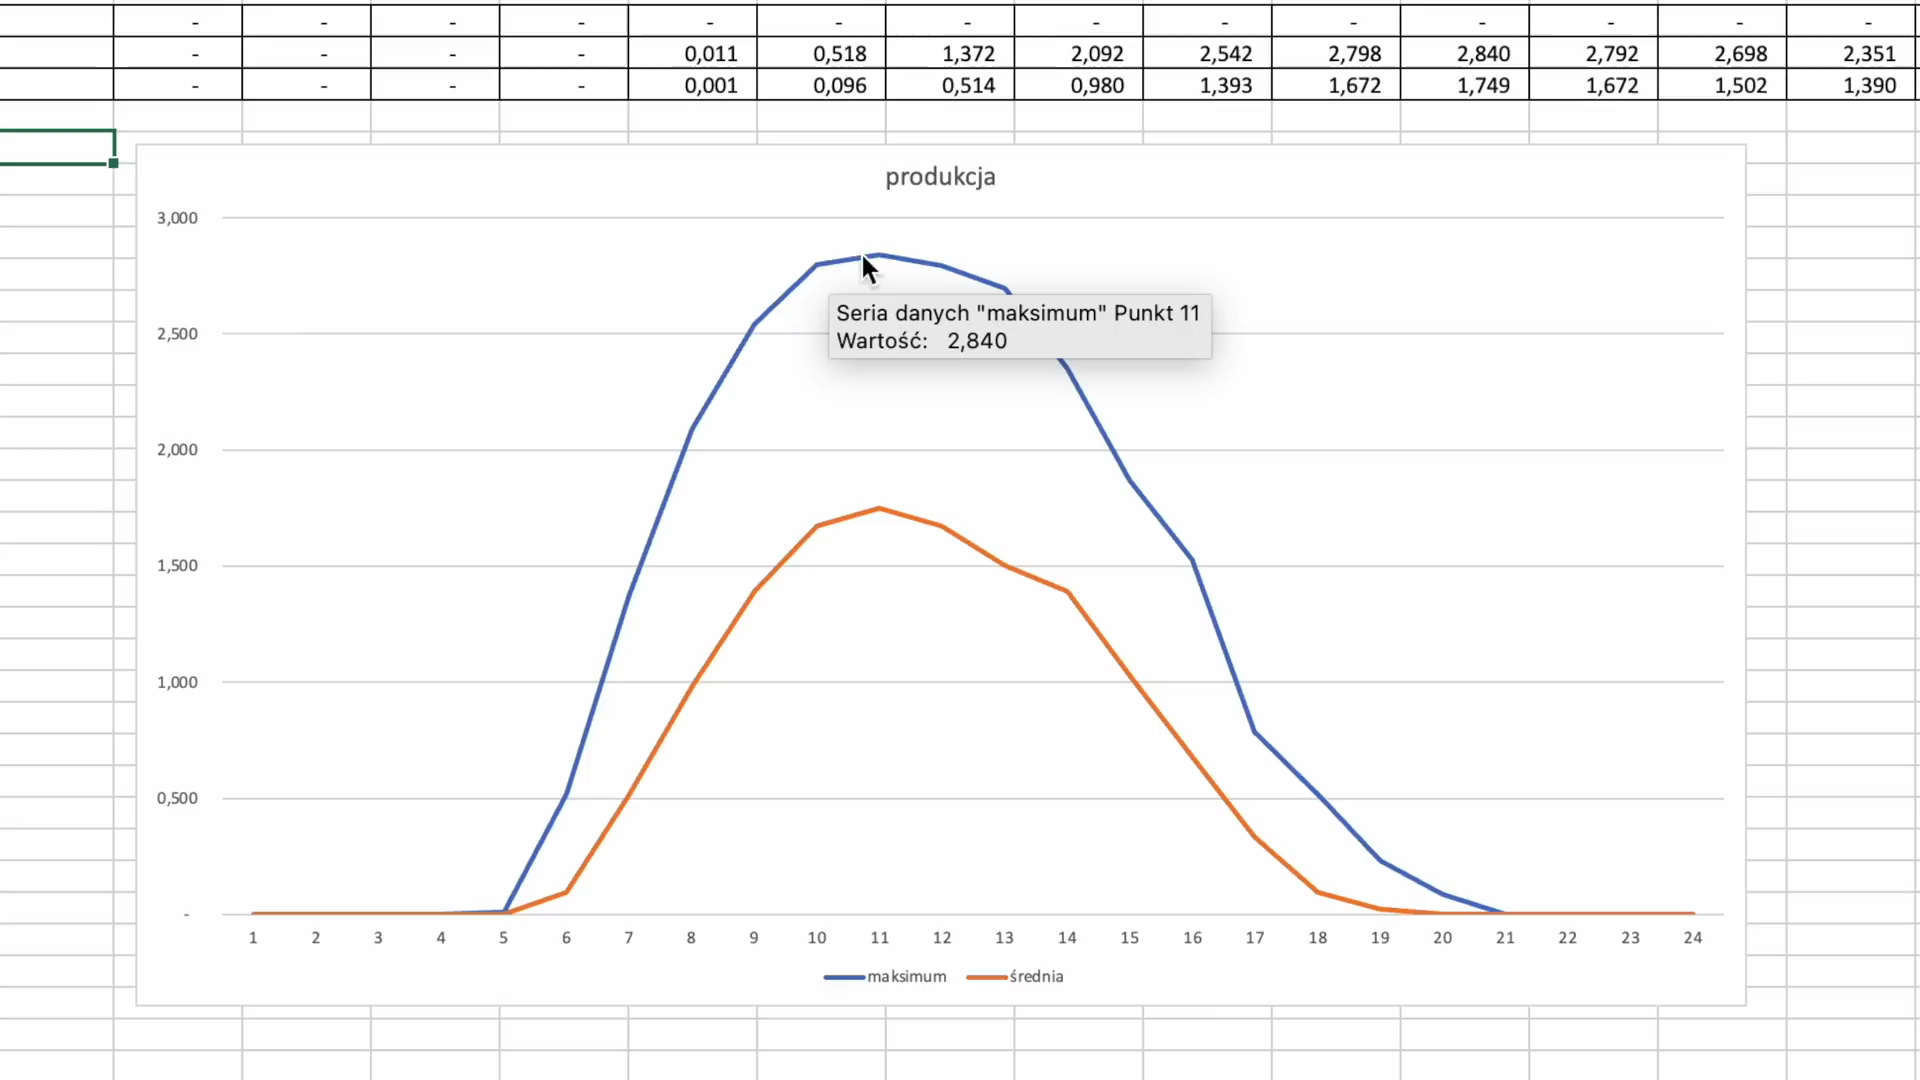 - - - - - - - - - - - - - -
- - - - 0,011 0,518 1,372 2,092 2,542 2,798 2,840 2,792 2,698 2,351
- - - - 0,001 0,096 0,514 0,980 1,393 1,672 1,749 1,672 1,502 1,390
produkcja
3,000
Seria danych "maksimum" Punkt 11
Wartość: 2,840
2,500
2,000
1,500
1,000
0,500
-
1 2 3 4 5 6 7 8 9 10 11 12 13 14 15 16 17 18 19 20 21 22 23 24
maksimum średnia